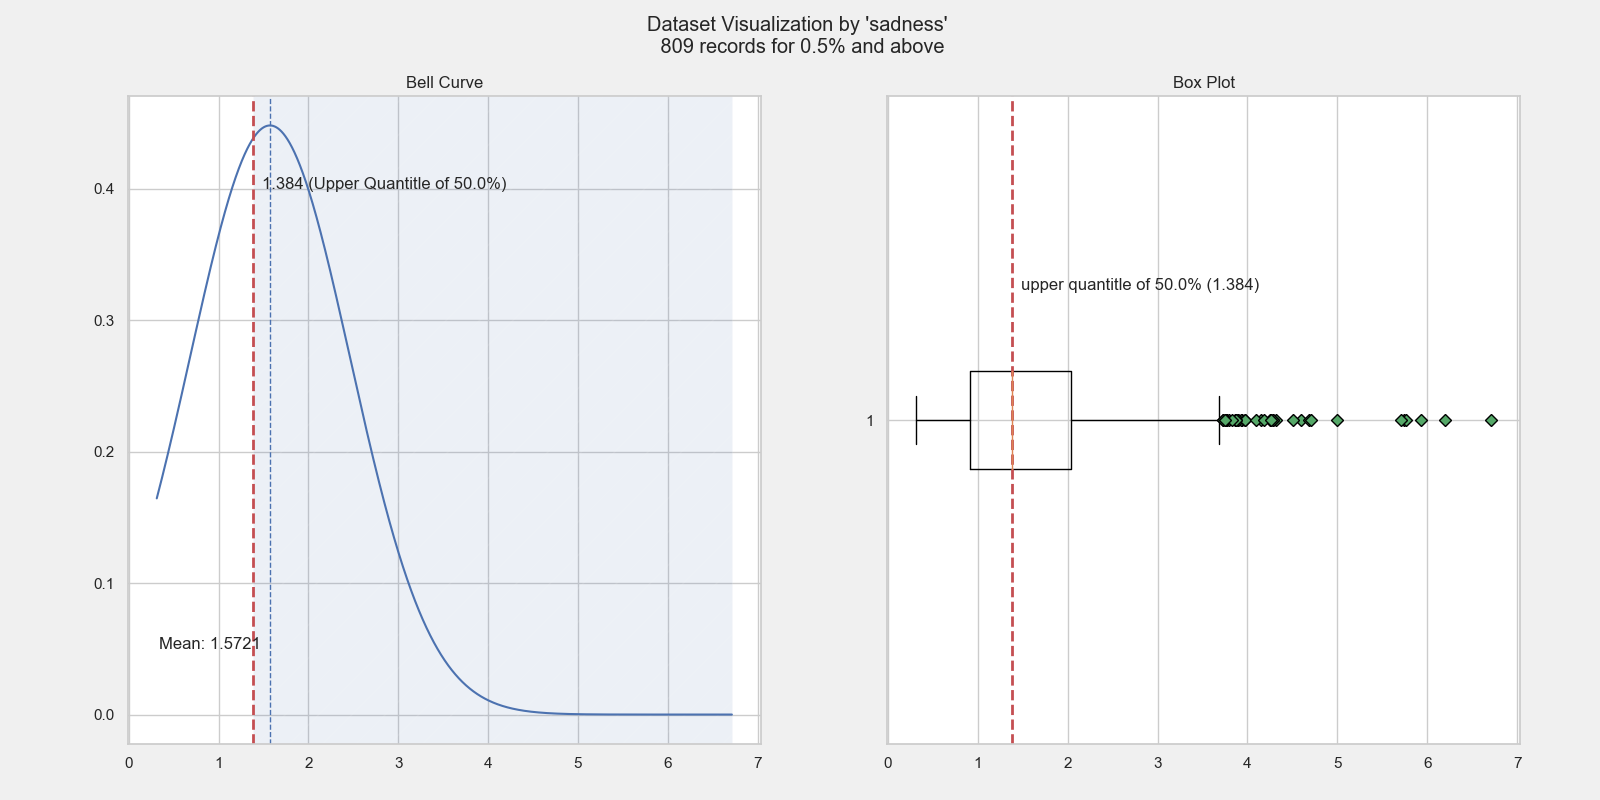 Dataset Visualization by 'sadness'
809 records for 0.5% and above
Bell Curve
0.4
0.3
0.2
0.1
0.0
1.384 (Upper Quantitle of 50.0%)
Mean: 1.5721
0 1 2 3 4 5 6 7
Box Plot
upper quantitle of 50.0% (1.384)
1
0 1 2 3 4 5 6 7